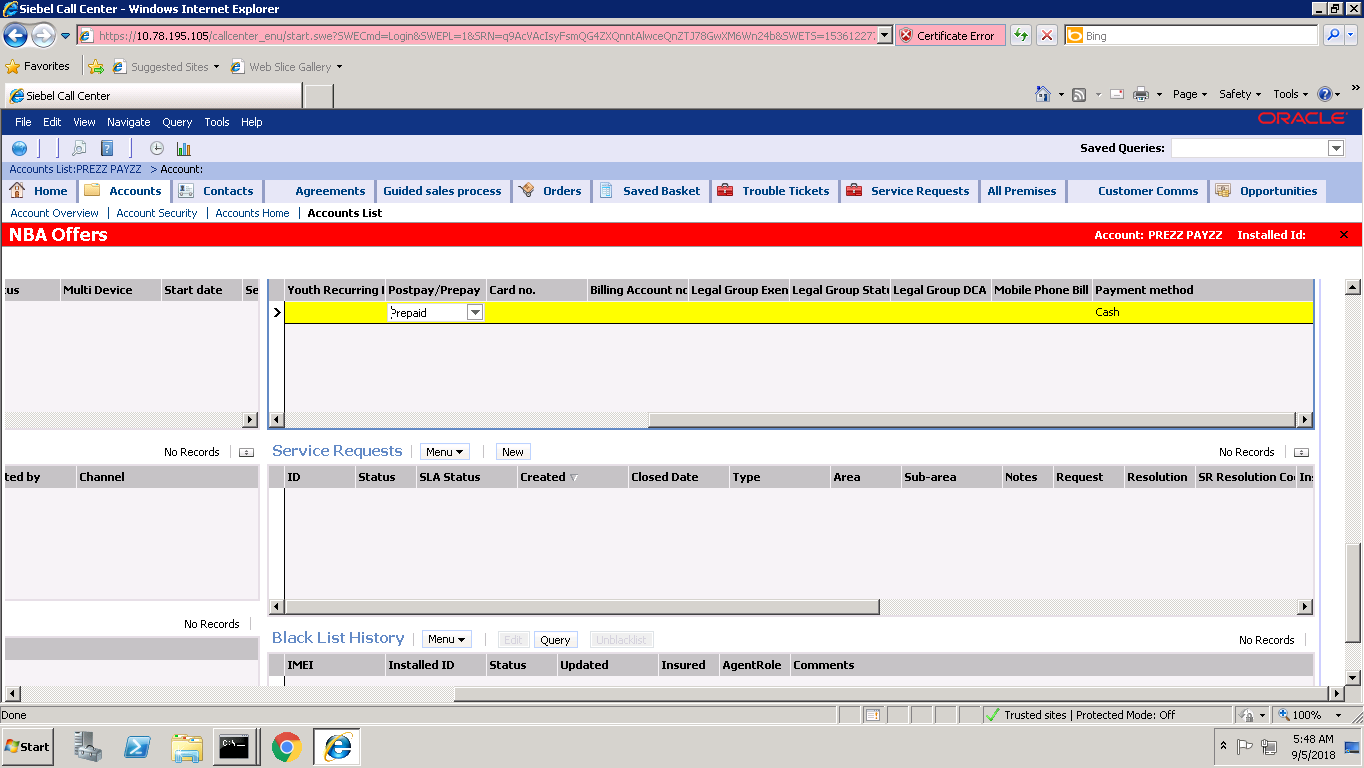 Siebel Call Center - Windows Internet Explorer
https://10.78.195.105/callcenter_enu/start.swe?SWECmd=Login&SWEPL=1&SRN=q9AcVAcIsyFsmQG4ZXQnntAlwceQnZTJ78GwXM6Wn24b&SWETS=153612277
Certificate Error
Bing
Favorites
Suggested Sites
Web Slice Gallery
Siebel Call Center
Page
Safety
Tools
File Edit View Navigate Query Tools Help
ORACLE
Saved Queries:
Accounts List:PREZZ PAYZZ > Account:
Home Accounts Contacts Agreements Guided sales process Orders Saved Basket Trouble Tickets Service Requests All Premises Customer Comms Opportunities
Account Overview | Account Security | Accounts Home | Accounts List
NBA Offers
Account: PREZZ PAYZZ Installed Id:
Multi Device Start date Se
Youth Recurring Postpay/Prepay Card no. Billing Account no Legal Group Exen Legal Group Statu Legal Group DCA Mobile Phone Bill Payment method
Prepaid Cash
No Records
Service Requests Menu New No Records
ted by Channel
ID Status SLA Status Created Closed Date Type Area Sub-area Notes Request Resolution SR Resolution Co Ins
No Records
Black List History Menu Edit Query Unblacklist No Records
IMEI Installed ID Status Updated Insured AgentRole Comments
Done
Trusted sites | Protected Mode: Off
100%
Start
5:48 AM
9/5/2018